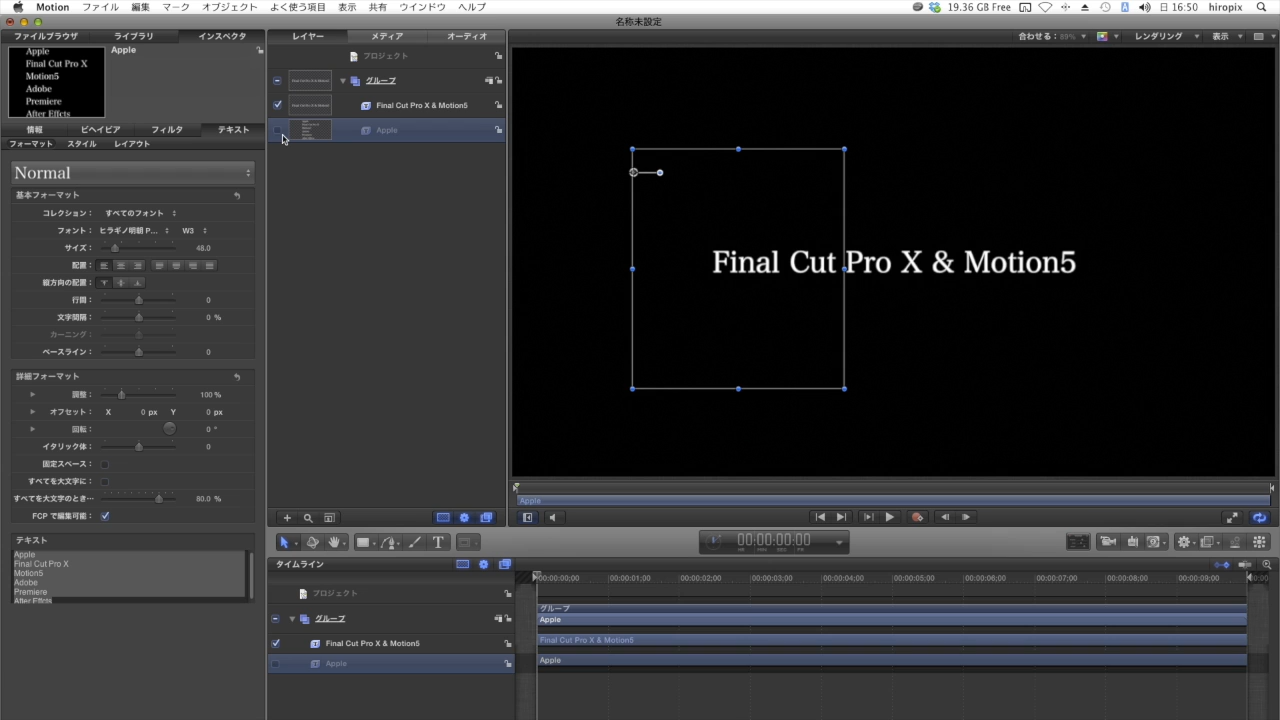 Motion ファイル 編集 マーク オブジェクト よく使う項目 表示 共有 ウインドウ ヘルプ 19.36 GB Free 日 16:50 hiropix
名称未設定
ファイルブラウザ ライブラリ インスペクタ レイヤー メディア オーディオ 合わせる: 89% レンダリング 表示
Apple
Final Cut Pro X
Motion5
Adobe
Premiere
After Effcts
Apple
プロジェクト
グループ
Final Cut Pro X & Motion5
Apple
情報 ビヘイビア フィルタ テキスト
フォーマット スタイル レイアウト
Normal
基本フォーマット
コレクション： すべてのフォント
フォント： ヒラギノ明朝 P... W3
サイズ： 48.0
配置：
縦方向の配置：
行間： 0
文字間隔： 0 %
カーニング：
ベースライン： 0
詳細フォーマット
調整： 100 %
オフセット： X 0 px Y 0 px
回転： 0 °
イタリック体： 0
固定スペース：
すべてを大文字に：
すべてを大文字のとき… 80.0 %
FCP で編集可能：
テキスト
Apple
Final Cut Pro X
Motion5
Adobe
Premiere
After Effcts
Final Cut Pro X & Motion5
Apple
00:00:00:00
タイムライン
00:00:00;00 00:00:01;00 00:00:02;00 00:00:03;00 00:00:04;00 00:00:05;00 00:00:06;00 00:00:07;00 00:00:08;00 00:00:09;00
プロジェクト
グループ
Final Cut Pro X & Motion5
Apple
グループ
Apple
Final Cut Pro X & Motion5
Apple